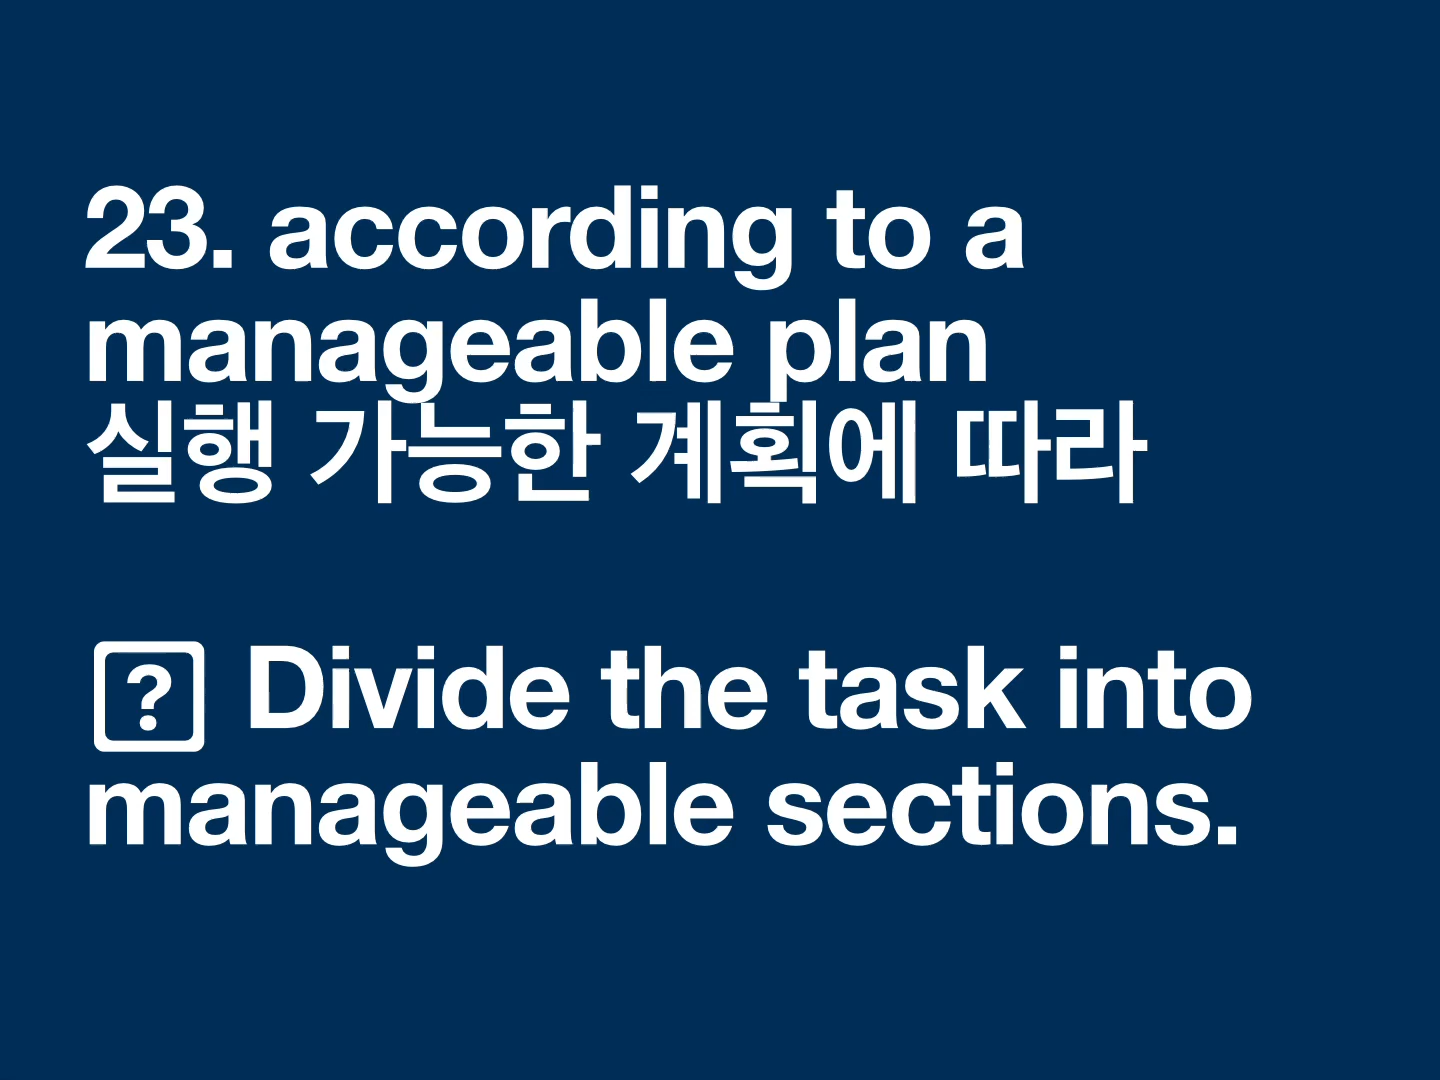 23. according to a
manageable plan
실행 가능한 계획에 따라
Divide the task into
manageable sections.